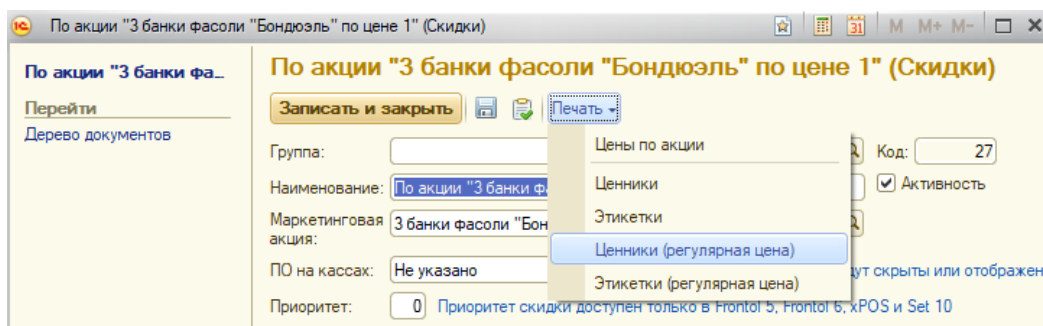 По акции "3 банки фасоли "Бондюэль" по цене 1" (Скидки)
31 M M+ M-
По акции "3 банки фа...
Перейти
Дерево документов
По акции "3 банки фасоли "Бондюэль" по цене 1" (Скидки)
Записать и закрыть Печать
Цены по акции
Ценники
Этикетки
Ценники (регулярная цена)
Этикетки (регулярная цена)
Группа: Код: 27
Наименование: По акции "3 банки Активность
Маркетинговая акция: 3 банки фасоли "Бон
ПО на кассах: Не указано скрыты или отображен
Приоритет: 0 Приоритет скидки доступен только в Frontol 5, Frontol 6, xPOS и Set 10